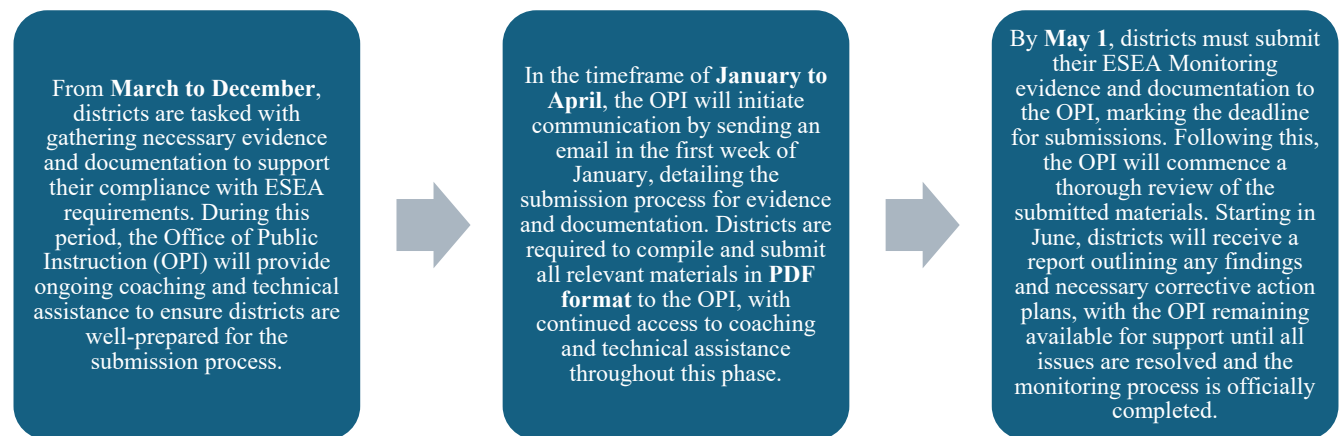 From March to December,
districts are tasked with
gathering necessary evidence
and documentation to support
their compliance with ESEA
requirements. During this
period, the Office of Public
Instruction (OPI) will provide
ongoing coaching and technical
assistance to ensure districts are
well-prepared for the
submission process.
In the timeframe of January to
April, the OPI will initiate
communication by sending an
email in the first week of
January, detailing the
submission process for evidence
and documentation. Districts are
required to compile and submit
all relevant materials in PDF
format to the OPI, with
continued access to coaching
and technical assistance
throughout this phase.
By May 1, districts must submit
their ESEA Monitoring
evidence and documentation to
the OPI, marking the deadline
for submissions. Following this,
the OPI will commence a
thorough review of the
submitted materials. Starting in
June, districts will receive a
report outlining any findings
and necessary corrective action
plans, with the OPI remaining
available for support until all
issues are resolved and the
monitoring process is officially
completed.